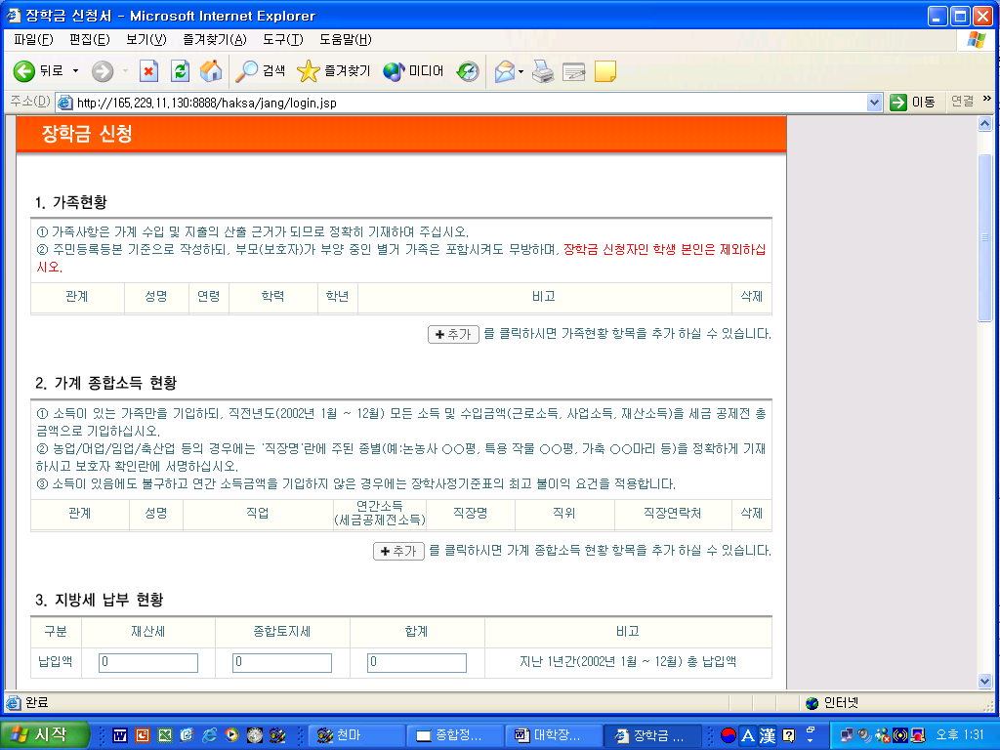 장학금 신청서 - Microsoft Internet Explorer
파일(F) 편집(E) 보기(V) 즐겨찾기(A) 도구(T) 도움말(H)
뒤로 검색 즐겨찾기 미디어
주소(D) http://165.229.11.130:8888/haksa/jang/login.jsp 이동 연결 »
장학금 신청
1. 가족현황
① 가족사항은 가계 수입 및 지출의 산출 근거가 되므로 정확히 기재하여 주십시오.
② 주민등록등본 기준으로 작성하되, 부모(보호자)가 부양 중인 별거 가족은 포함시켜도 무방하며, 장학금 신청자인 학생 본인은 제외하십
시오.
관계 성명 연령 학력 학년 비고 삭제
+ 추가 를 클릭하시면 가족현황 항목을 추가 하실 수 있습니다.
2. 가계 종합소득 현황
① 소득이 있는 가족만을 기입하되, 직전년도(2002년 1월 ~ 12월) 모든 소득 및 수입금액(근로소득, 사업소득, 재산소득)을 세금 공제전 총
금액으로 기입하십시오.
② 농업/어업/임업/축산업 등의 경우에는 '직장명'란에 주된 종별(예:논농사 ○○평, 특용 작물 ○○평, 가축 ○○마리 등)을 정확하게 기재
하시고 보호자 확인란에 서명하십시오.
③ 소득이 있음에도 불구하고 연간 소득금액을 기입하지 않은 경우에는 장학사정기준표의 최고 불이익 요건을 적용합니다.
관계 성명 직업 연간소득 직장명 직위 직장연락처 삭제
(세금공제전소득)
+ 추가 를 클릭하시면 가계 종합소득 현황 항목을 추가 하실 수 있습니다.
3. 지방세 납부 현황
구분 재산세 종합토지세 합계 비고
납입액 0 0 0 지난 1년간(2002년 1월 ~ 12월) 총 납입액
완료 인터넷
시작 천마 종합정... 대학장... 장학금 ... A 漢 오후 1:31